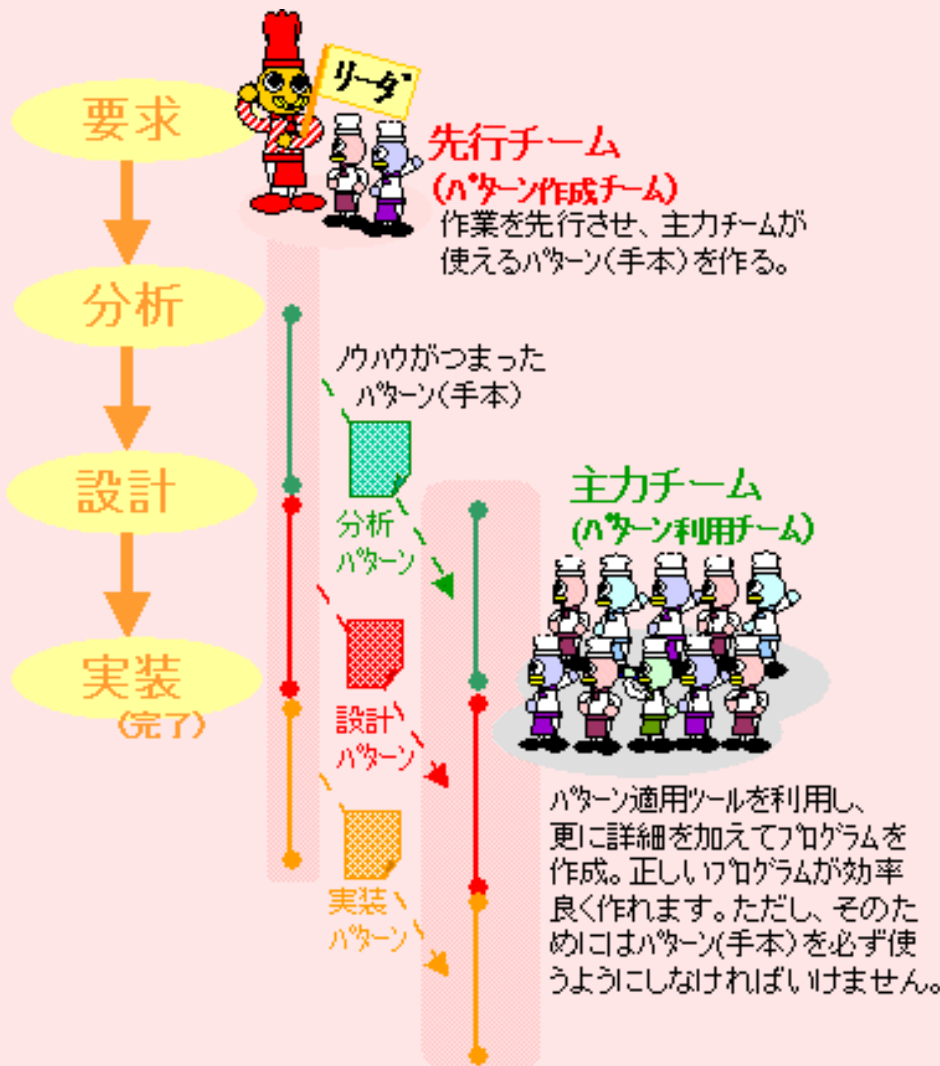 要求
分析
設計
実装
(完了)
リーダ
先行チーム
(パターン作成チーム)
作業を先行させ、主力チームが
使えるパターン(手本)を作る。
ノウハウがつまった
パターン(手本)
分析
パターン
設計
パターン
実装
パターン
主力チーム
(パターン利用チーム)
パターン適用ツールを利用し、
更に詳細を加えてプログラムを
作成。正しいプログラムが効率
良く作れます。ただし、そのた
めにはパターン(手本)を必ず使
うようにしなければいけません。